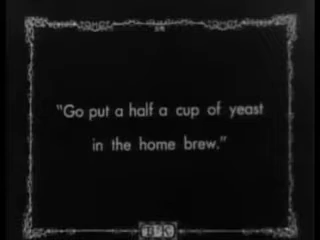 "Go put a half a cup of yeast
in the home brew."